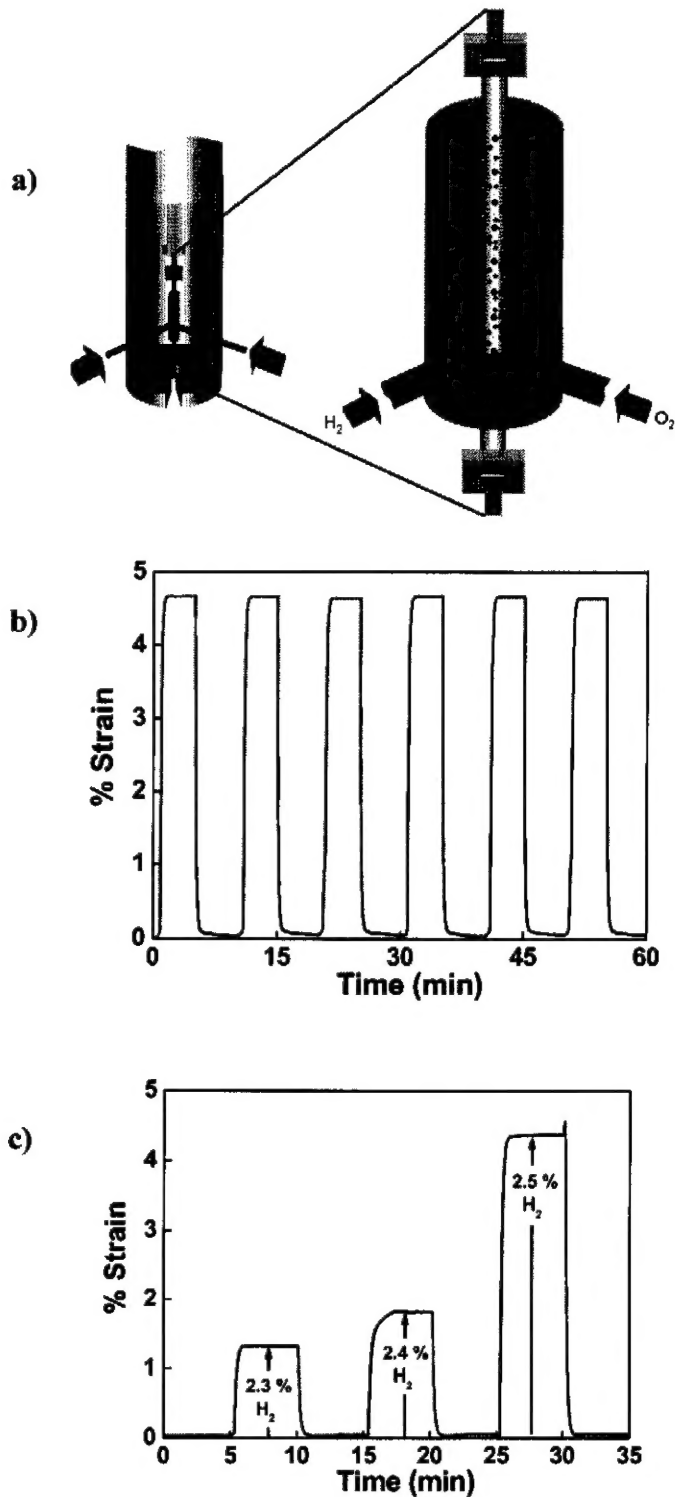 a)
H₂
O₂
b)
5
4
3
2
1
0
% Strain
0 15 30 45 60
Time (min)
c)
5
4
3
2
1
0
% Strain
2.3 %
H₂
2.4 %
H₂
2.5 %
H₂
0 5 10 15 20 25 30 35
Time (min)